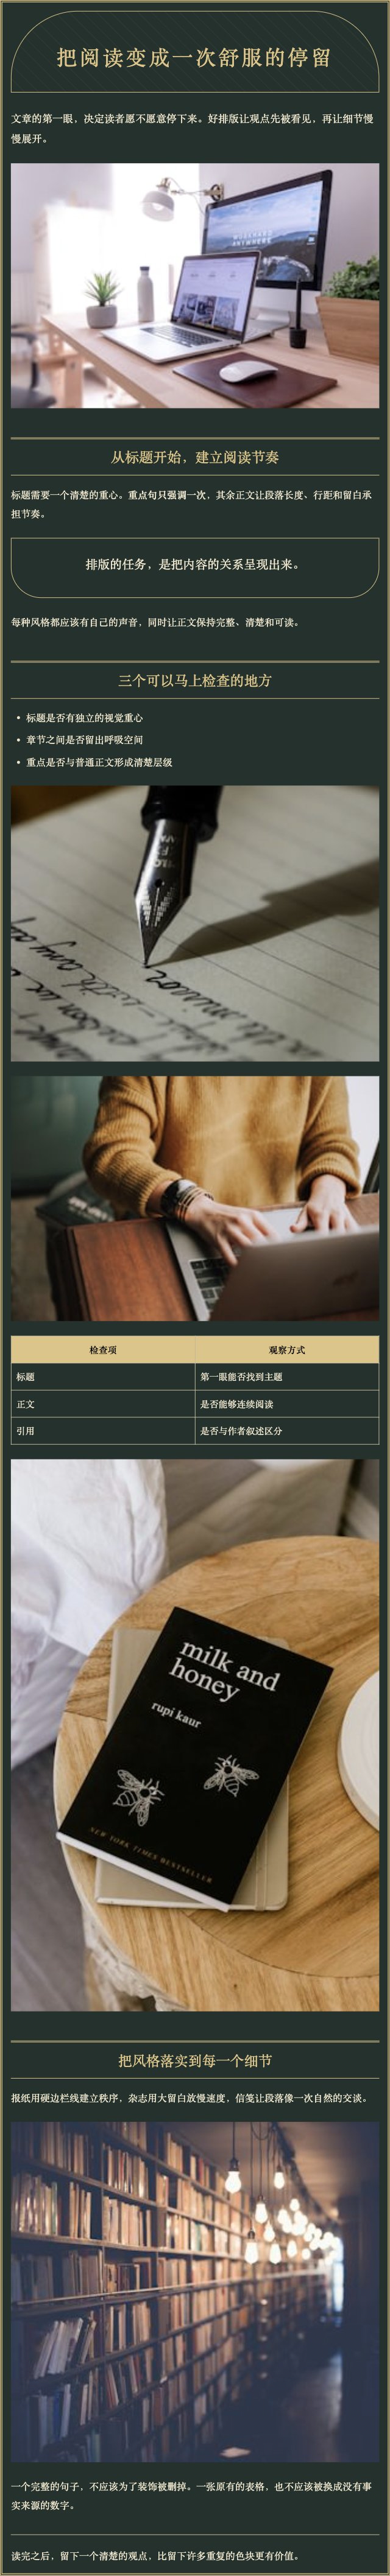 把阅读变成一次舒服的停留
文章的第一眼，决定读者愿不愿意停下来。好排版让观点先被看见，再让细节慢
慢展开。
WORK HARD
ANYWHERE
从标题开始，建立阅读节奏
标题需要一个清楚的重心。重点句只强调一次，其余正文让段落长度、行距和留白承
担节奏。
排版的任务，是把内容的关系呈现出来。
每种风格都应该有自己的声音，同时让正文保持完整、清楚和可读。
三个可以马上检查的地方
• 标题是否有独立的视觉重心
• 章节之间是否留出呼吸空间
• 重点是否与普通正文形成清楚层级
检查项 观察方式
标题 第一眼能否找到主题
正文 是否能够连续阅读
引用 是否与作者叙述区分
milk and
honey
rupi kaur
NEW YORK TIMES BESTSELLER
把风格落实到每一个细节
报纸用硬边栏线建立秩序，杂志用大留白放慢速度，信笺让段落像一次自然的交谈。
一个完整的句子，不应该为了装饰被删掉。一张原有的表格，也不应该被换成没有事
实来源的数字。
读完之后，留下一个清楚的观点，比留下许多重复的色块更有价值。